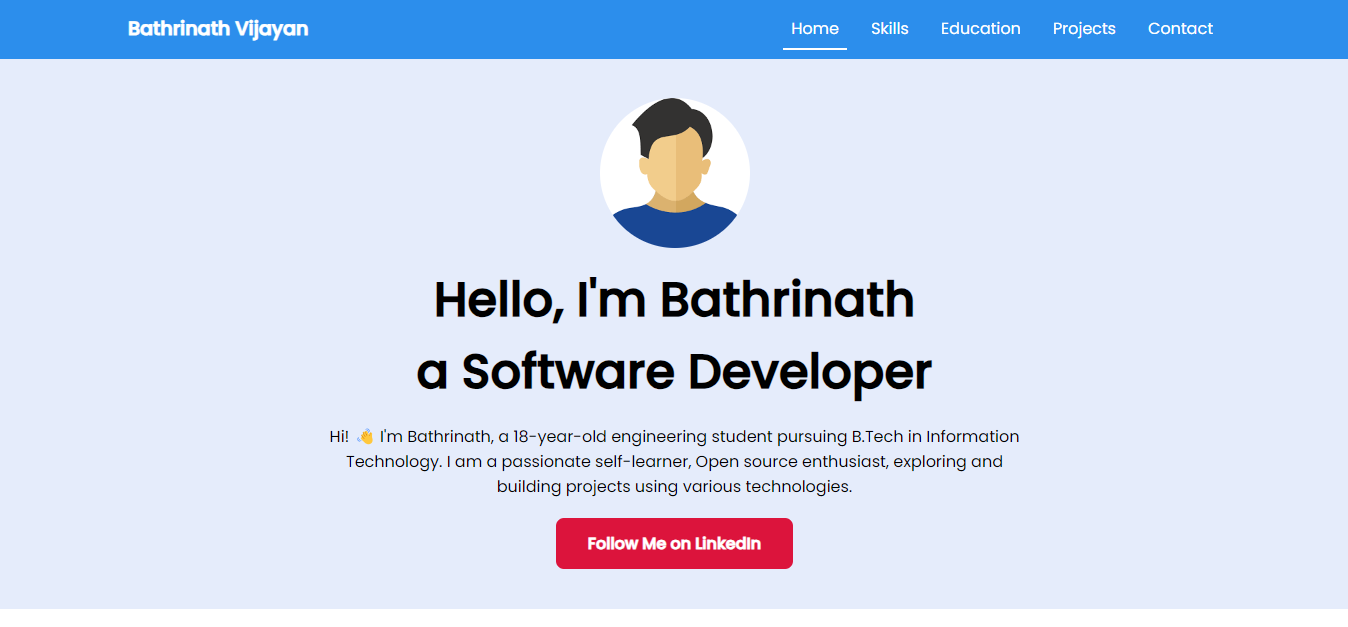 Bathrinath Vijayan
Home Skills Education Projects Contact
Hello, I'm Bathrinath
a Software Developer
Hi! 👋 I'm Bathrinath, a 18-year-old engineering student pursuing B.Tech in Information
Technology. I am a passionate self-learner, Open source enthusiast, exploring and
building projects using various technologies.
Follow Me on LinkedIn